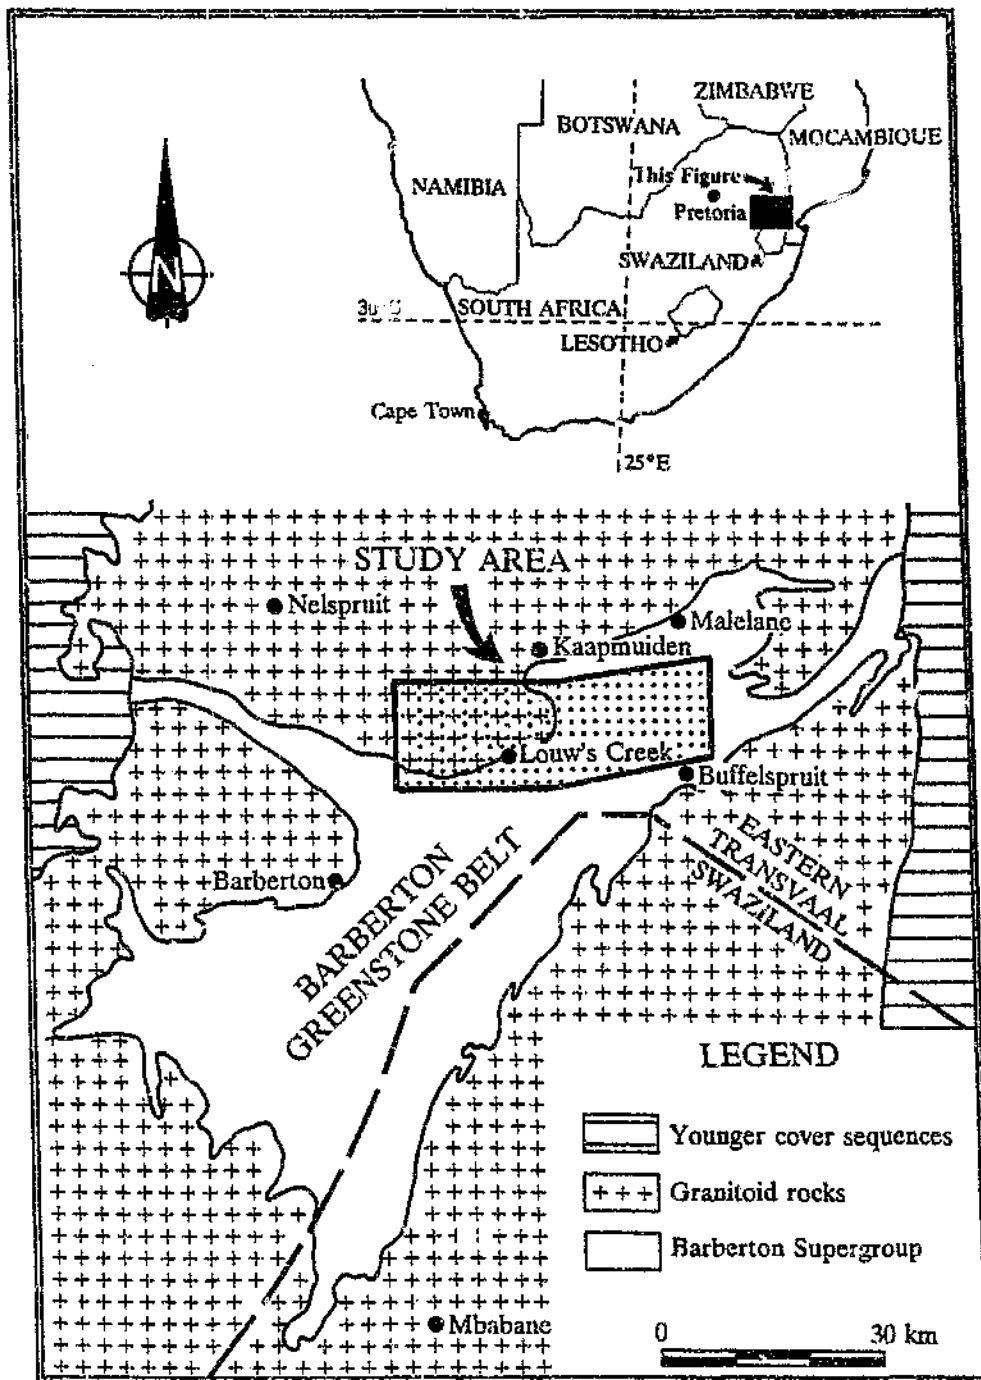 ZIMBABWE
BOTSWANA
MOCAMBIQUE
This Figure
NAMIBIA
Pretoria
SWAZILAND
SOUTH AFRICA
LESOTHO
Cape Town
25°E
N
STUDY AREA
Nelspruit
Malelane
Kaapmuiden
Louw's Creek
Buffelspruit
Barberton
BARBERTON
GREENSTONE BELT
EASTERN
TRANSVAAL
SWAZILAND
LEGEND
Younger cover sequences
Granitoid rocks
Barberton Supergroup
Mbabane
0 30 km